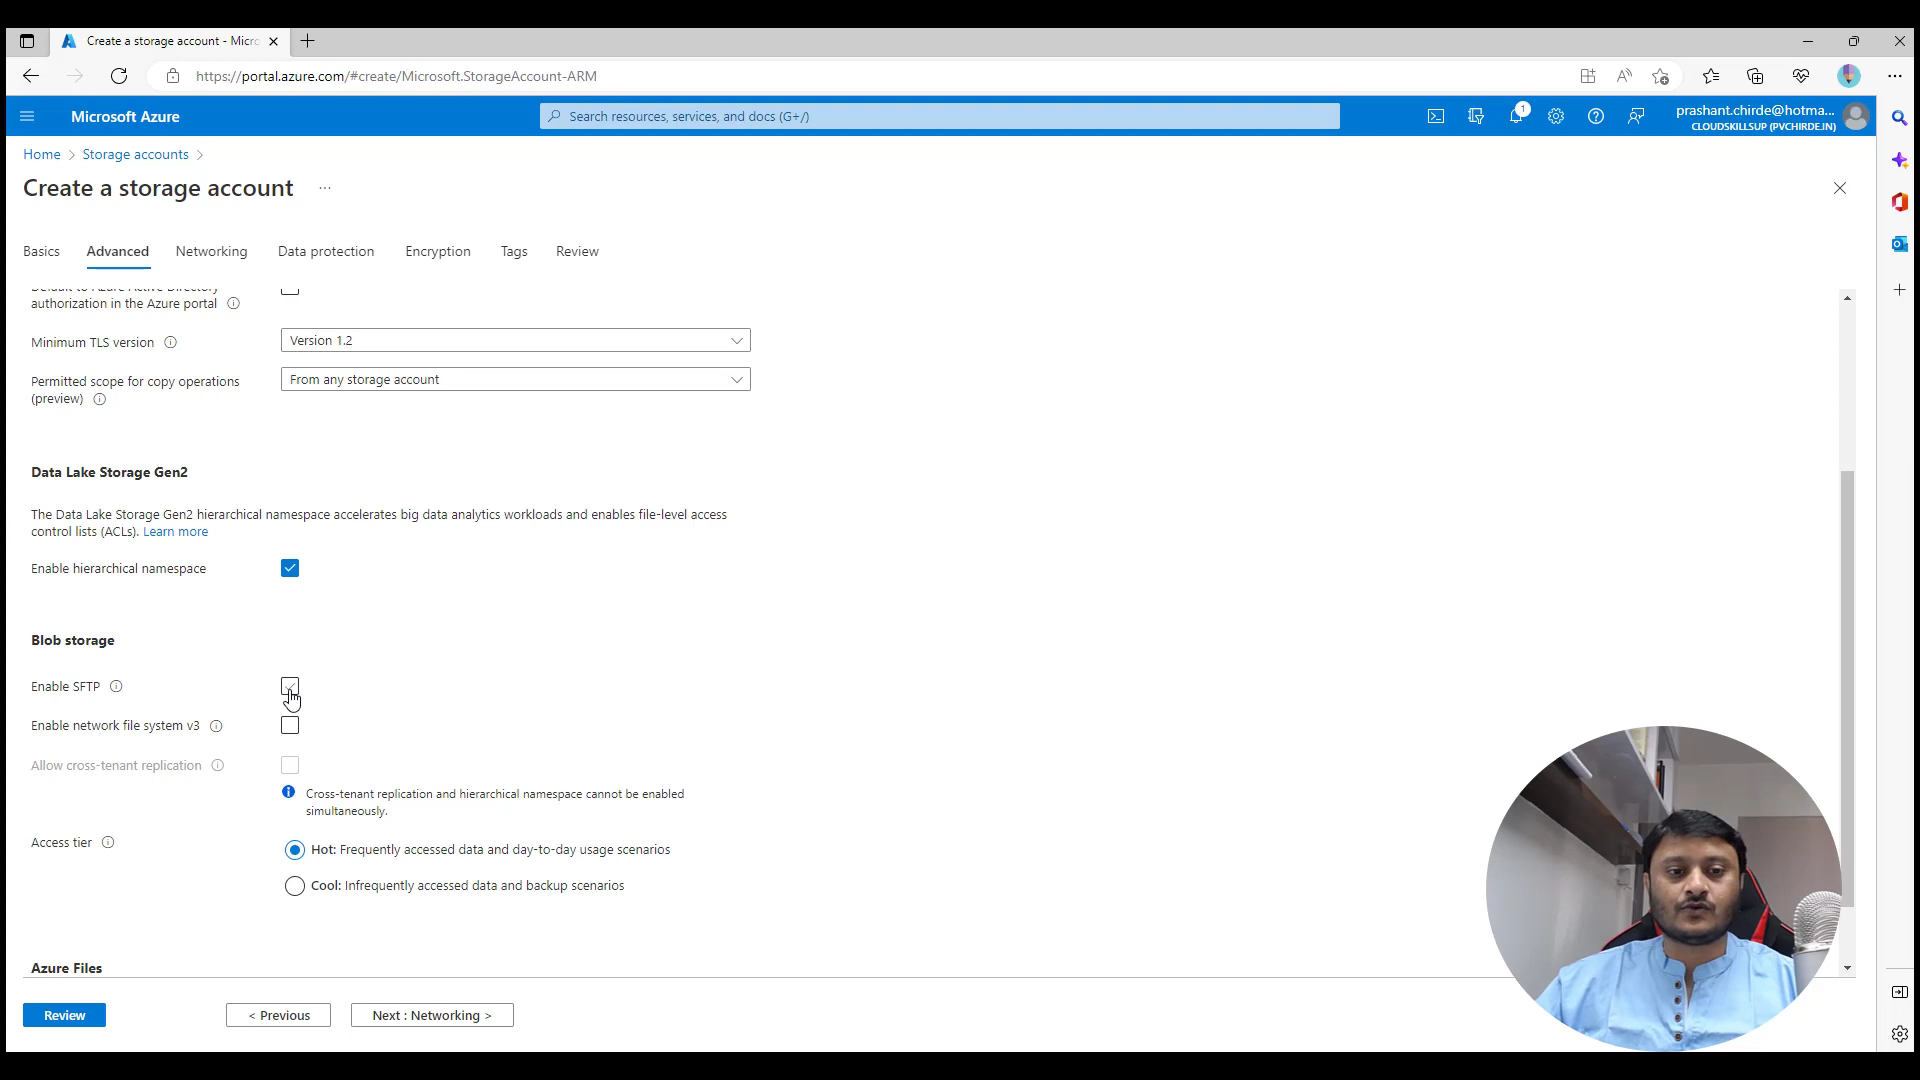 Create a storage account - Micro
https://portal.azure.com/#create/Microsoft.StorageAccount-ARM
Microsoft Azure
Search resources, services, and docs (G+/)
1
prashant.chirde@hotma...
CLOUDSKILLSUP (PVCHIRDE.IN)
Home > Storage accounts >
Create a storage account ...
Basics Advanced Networking Data protection Encryption Tags Review
Default to Azure Active Directory
authorization in the Azure portal
Minimum TLS version Version 1.2
Permitted scope for copy operations From any storage account
(preview)
Data Lake Storage Gen2
The Data Lake Storage Gen2 hierarchical namespace accelerates big data analytics workloads and enables file-level access
control lists (ACLs). Learn more
Enable hierarchical namespace
Blob storage
Enable SFTP
Enable network file system v3
Allow cross-tenant replication
Cross-tenant replication and hierarchical namespace cannot be enabled
simultaneously.
Access tier
Hot: Frequently accessed data and day-to-day usage scenarios
Cool: Infrequently accessed data and backup scenarios
Azure Files
Review < Previous Next : Networking >